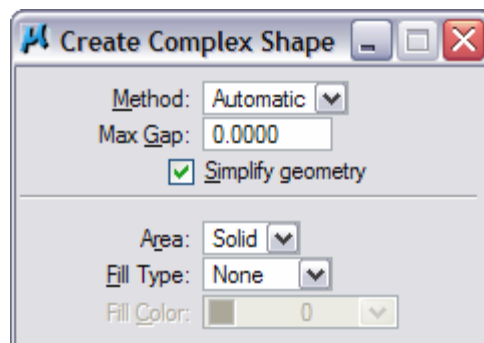 Create Complex Shape
Method: Automatic
Max Gap: 0.0000
Simplify geometry
Area: Solid
Fill Type: None
Fill Color: 0